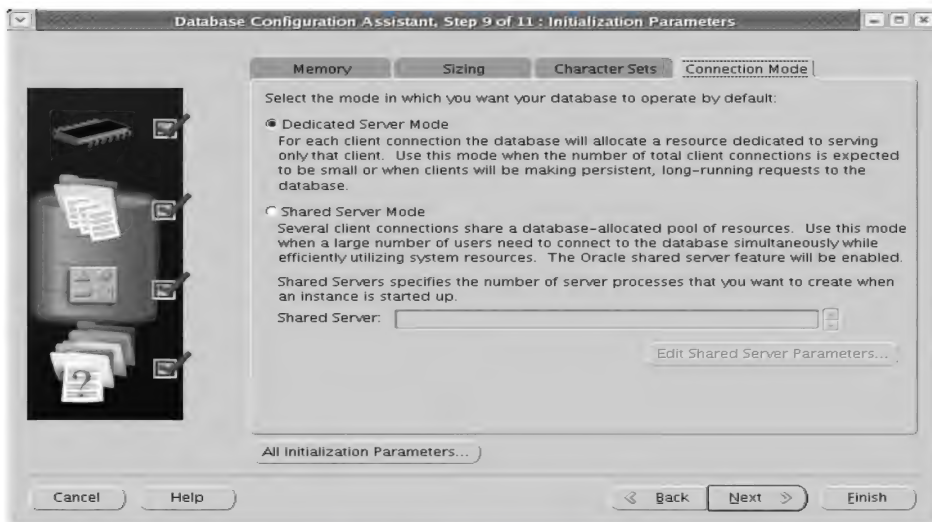 Database Configuration Assistant, Step 9 of 11 : Initialization Parameters
Memory
Sizing
Character Sets
Connection Mode
Select the mode in which you want your database to operate by default:
Dedicated Server Mode
For each client connection the database will allocate a resource dedicated to serving
only that client. Use this mode when the number of total client connections is expected
to be small or when clients will be making persistent, long-running requests to the
database.
Shared Server Mode
Several client connections share a database-allocated pool of resources. Use this mode
when a large number of users need to connect to the database simultaneously while
efficiently utilizing system resources. The Oracle shared server feature will be enabled.
Shared Servers specifies the number of server processes that you want to create when
an instance is started up.
Shared Server:
Edit Shared Server Parameters...
?
All Initialization Parameters...
Cancel
Help
Back
Next
Finish